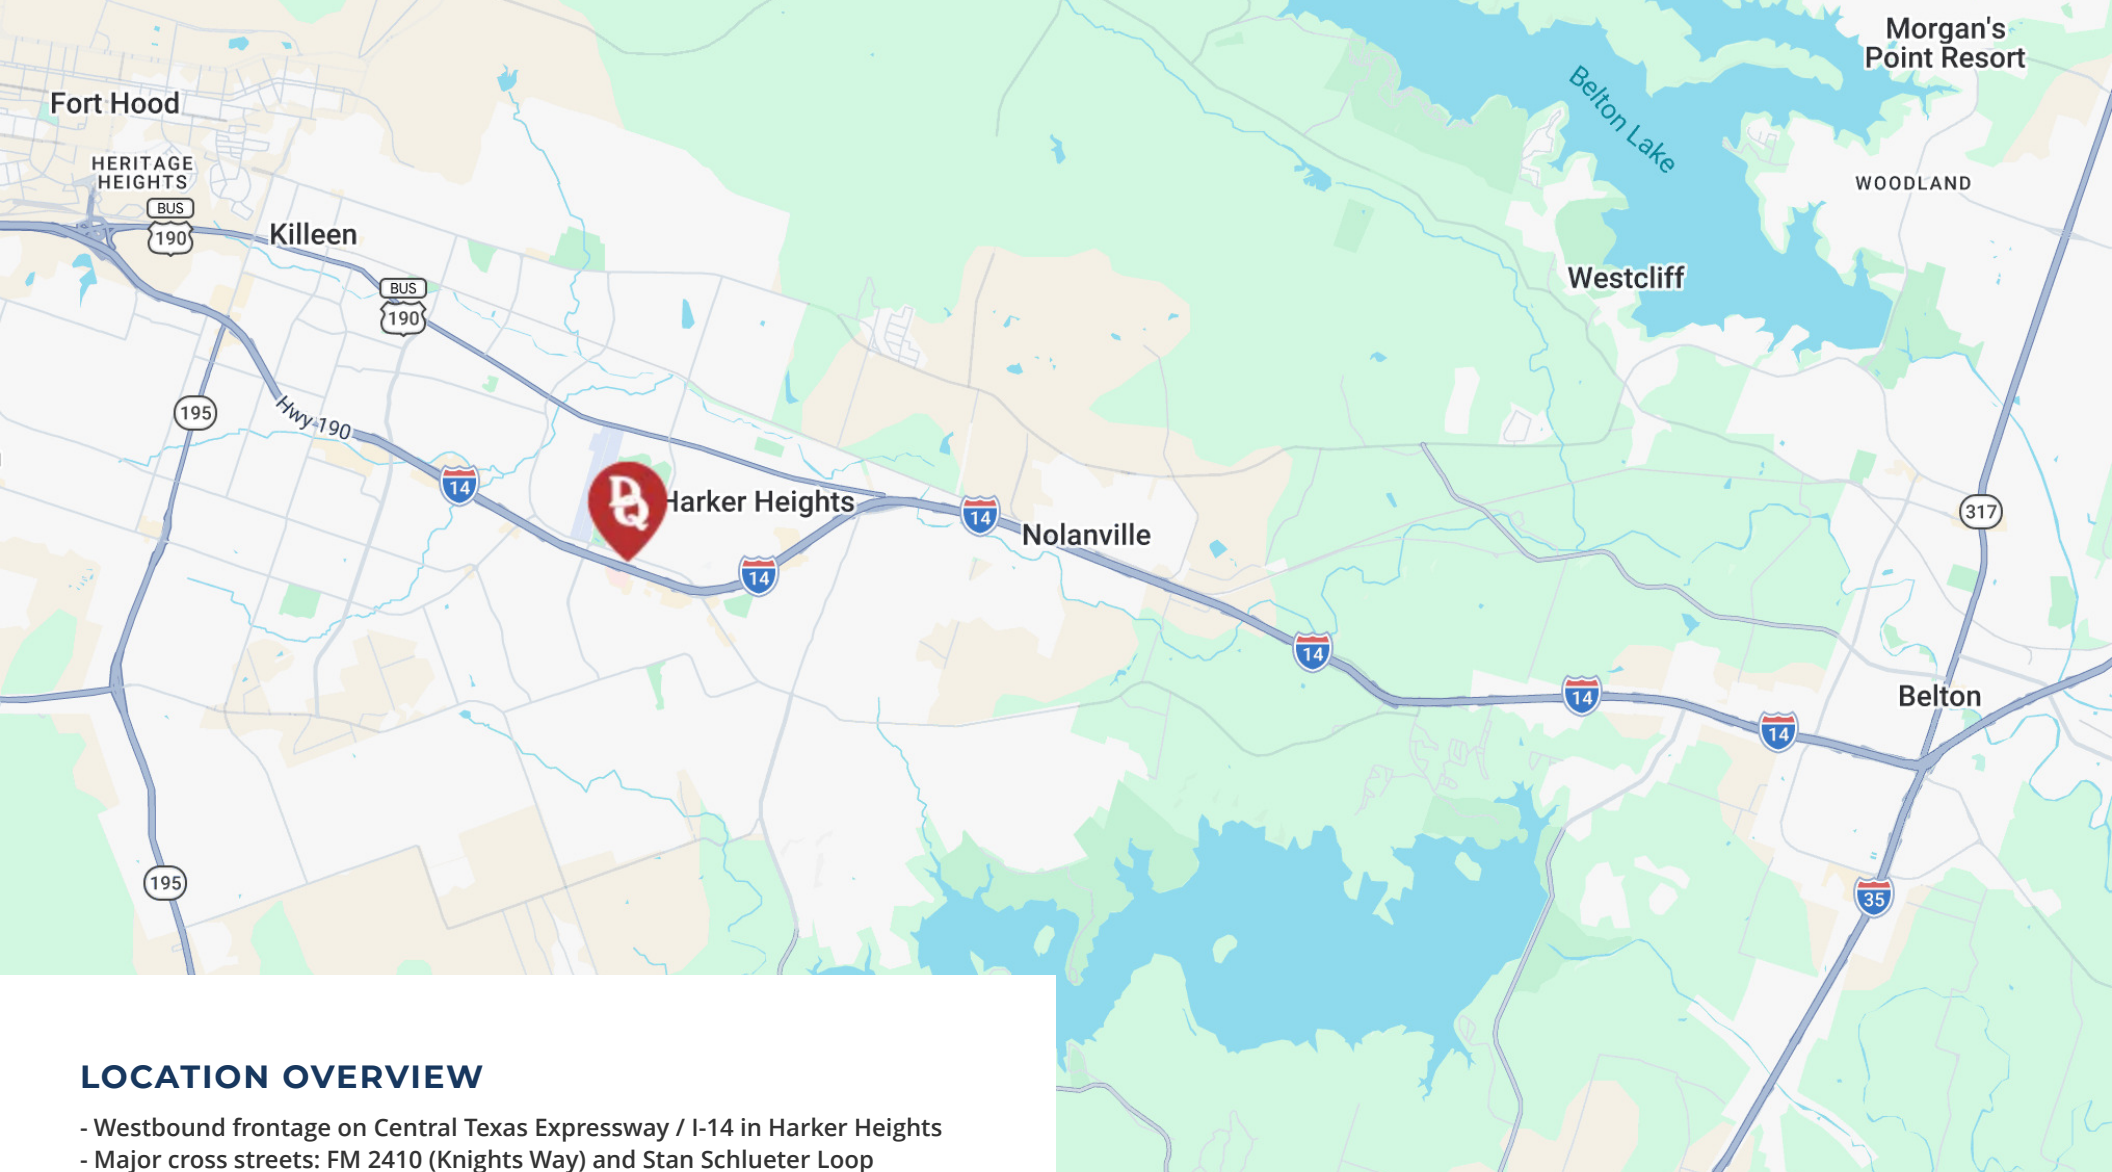 Morgan's
Point Resort
Belton Lake
Fort Hood
HERITAGE
HEIGHTS
WOODLAND
BUS
190
Killeen
Westcliff
BUS
190
195
Hwy 190
14
DQ
Harker Heights
14
Nolanville
317
14
14
14
14
Belton
195
35
LOCATION OVERVIEW
- Westbound frontage on Central Texas Expressway / I-14 in Harker Heights
- Major cross streets: FM 2410 (Knights Way) and Stan Schlueter Loop